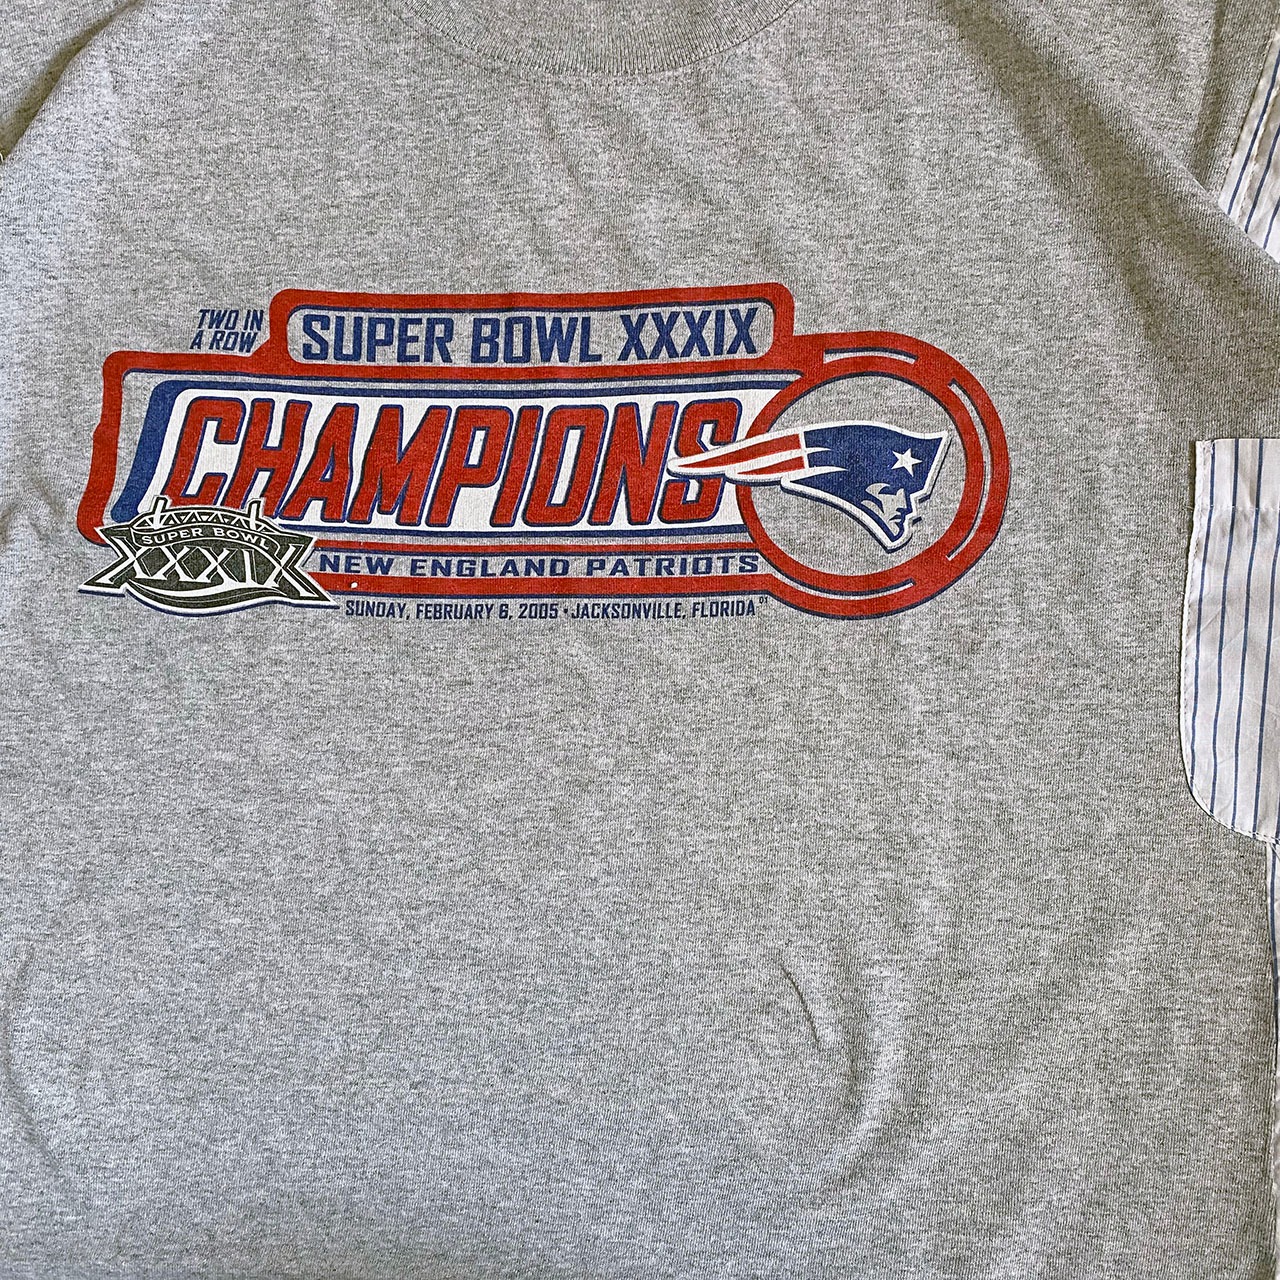 TWO IN
A ROW
SUPER BOWL XXXIX
CHAMPIONS
SUPER BOWL
XXXIX
NEW ENGLAND PATRIOTS
SUNDAY, FEBRUARY 6, 2005 • JACKSONVILLE, FLORIDA